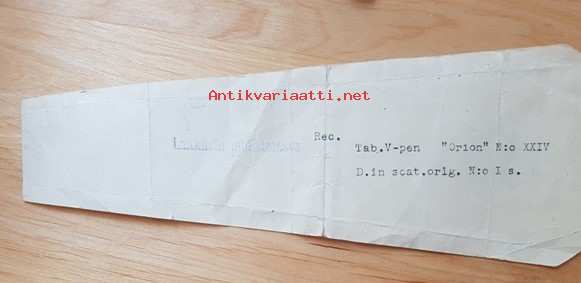 Antikvariaatti.net
Rec.
Tab.V-pen "Orion" N:o XXIV
D.in scat.orig. N:o I s.